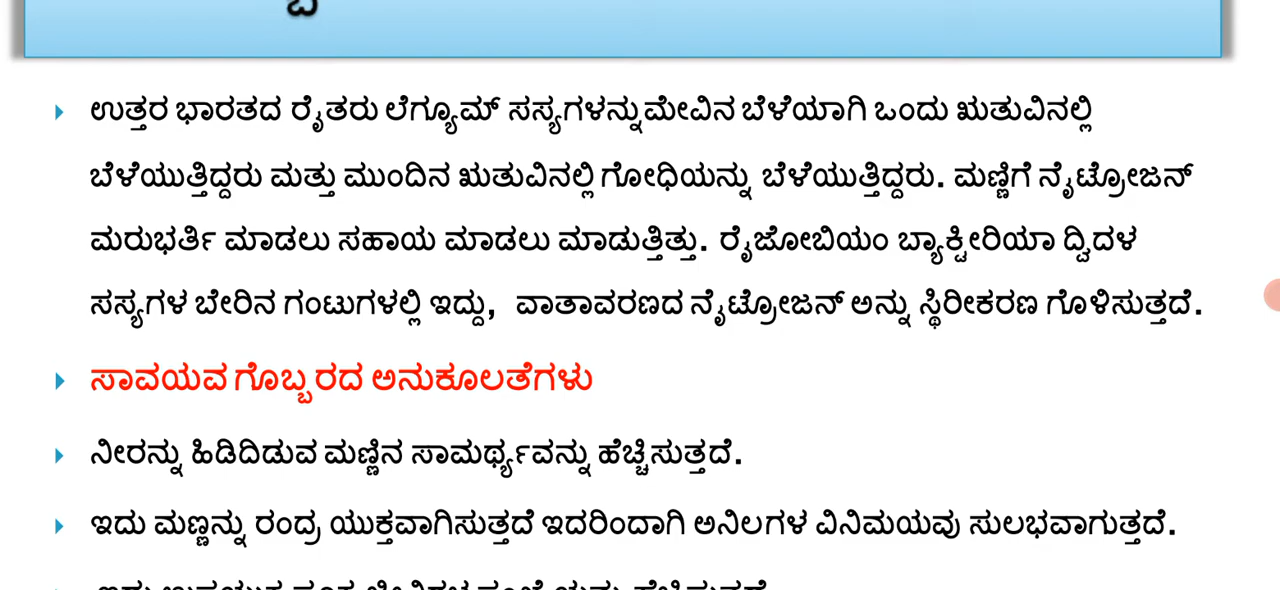 ಉತ್ತರ ಭಾರತದ ರೈತರು ಲೆಗ್ಯೂಮ್ ಸಸ್ಯಗಳನ್ನುಮೇವಿನ ಬೆಳೆಯಾಗಿ ಒಂದು ಋತುವಿನಲ್ಲಿ
ಬೆಳೆಯುತ್ತಿದ್ದರು ಮತ್ತು ಮುಂದಿನ ಋತುವಿನಲ್ಲಿ ಗೋಧಿಯನ್ನು ಬೆಳೆಯುತ್ತಿದ್ದರು. ಮಣ್ಣಿಗೆ ನೈಟ್ರೋಜನ್
ಮರುಭರ್ತಿ ಮಾಡಲು ಸಹಾಯ ಮಾಡಲು ಮಾಡುತ್ತಿತ್ತು. ರೈಜೋಬಿಯಂ ಬ್ಯಾಕ್ಟೀರಿಯಾ ದ್ವಿದಳ
ಸಸ್ಯಗಳ ಬೇರಿನ ಗಂಟುಗಳಲ್ಲಿ ಇದ್ದು, ವಾತಾವರಣದ ನೈಟ್ರೋಜನ್ ಅನ್ನು ಸ್ಥಿರೀಕರಣ ಗೊಳಿಸುತ್ತದೆ.
ಸಾವಯವ ಗೊಬ್ಬರದ ಅನುಕೂಲತೆಗಳು
ನೀರನ್ನು ಹಿಡಿದಿಡುವ ಮಣ್ಣಿನ ಸಾಮರ್ಥ್ಯವನ್ನು ಹೆಚ್ಚಿಸುತ್ತದೆ.
ಇದು ಮಣ್ಣನ್ನು ರಂದ್ರ ಯುಕ್ತವಾಗಿಸುತ್ತದೆ ಇದರಿಂದಾಗಿ ಅನಿಲಗಳ ವಿನಿಮಯವು ಸುಲಭವಾಗುತ್ತದೆ.